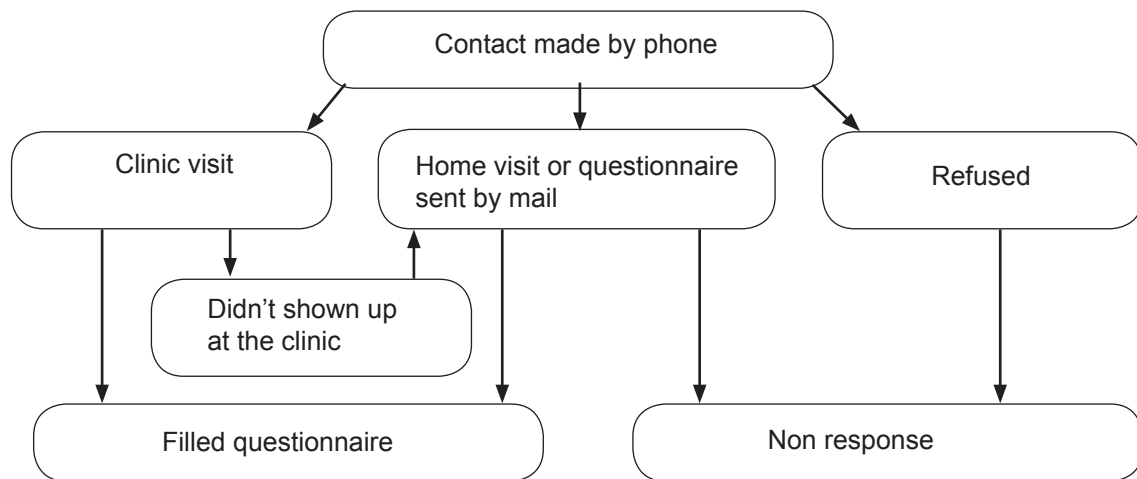 Contact made by phone
Clinic visit
Home visit or questionnaire
sent by mail
Refused
Didn’t shown up
at the clinic
Filled questionnaire
Non response